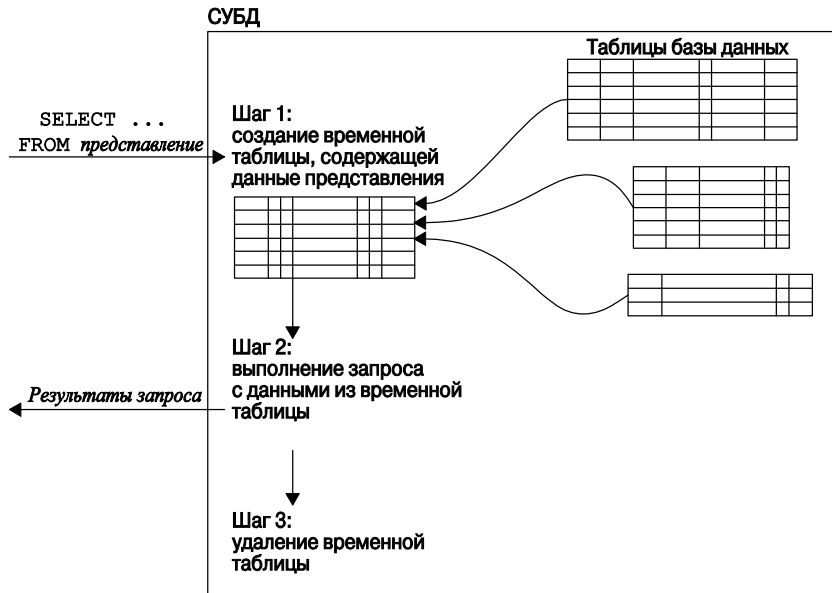 СУБД
Таблицы базы данных
SELECT ...
FROM представление
Шаг 1:
создание временной
таблицы, содержащей
данные представления
Шаг 2:
выполнение запроса
с данными из временной
таблицы
Результаты запроса
Шаг 3:
удаление временной
таблицы